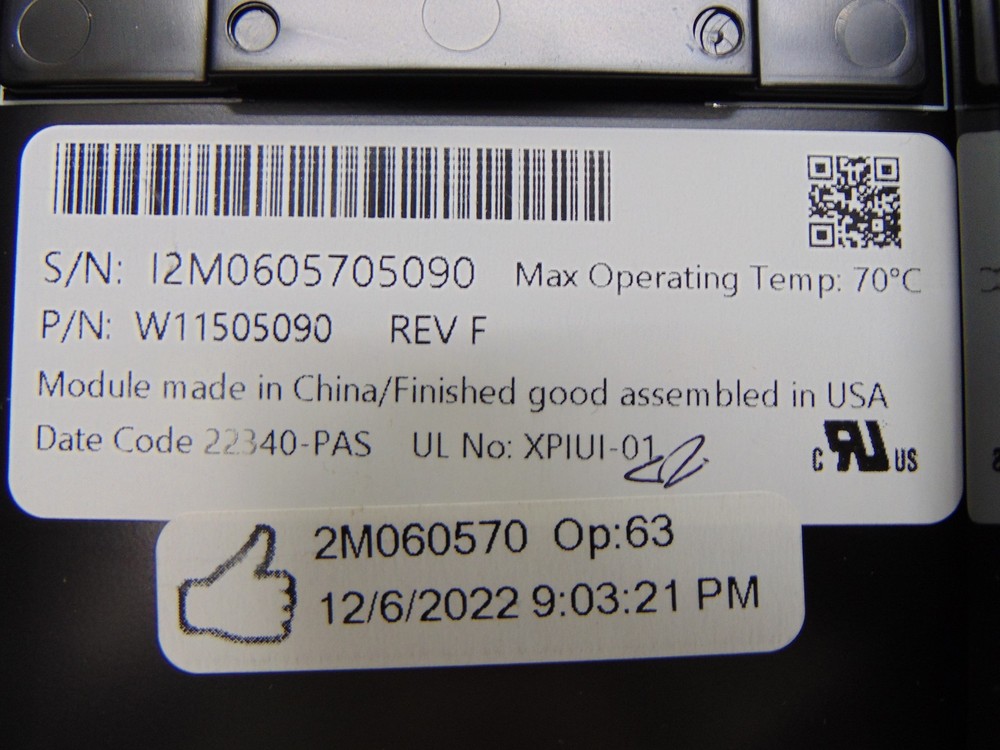 S/N: I2M0605705090 Max Operating Temp: 70°C
P/N: W11505090 REV F
Module made in China/Finished good assembled in USA
Date Code 22340-PAS UL No: XPIUI-01
c RU US
2M060570 Op:63
12/6/2022 9:03:21 PM